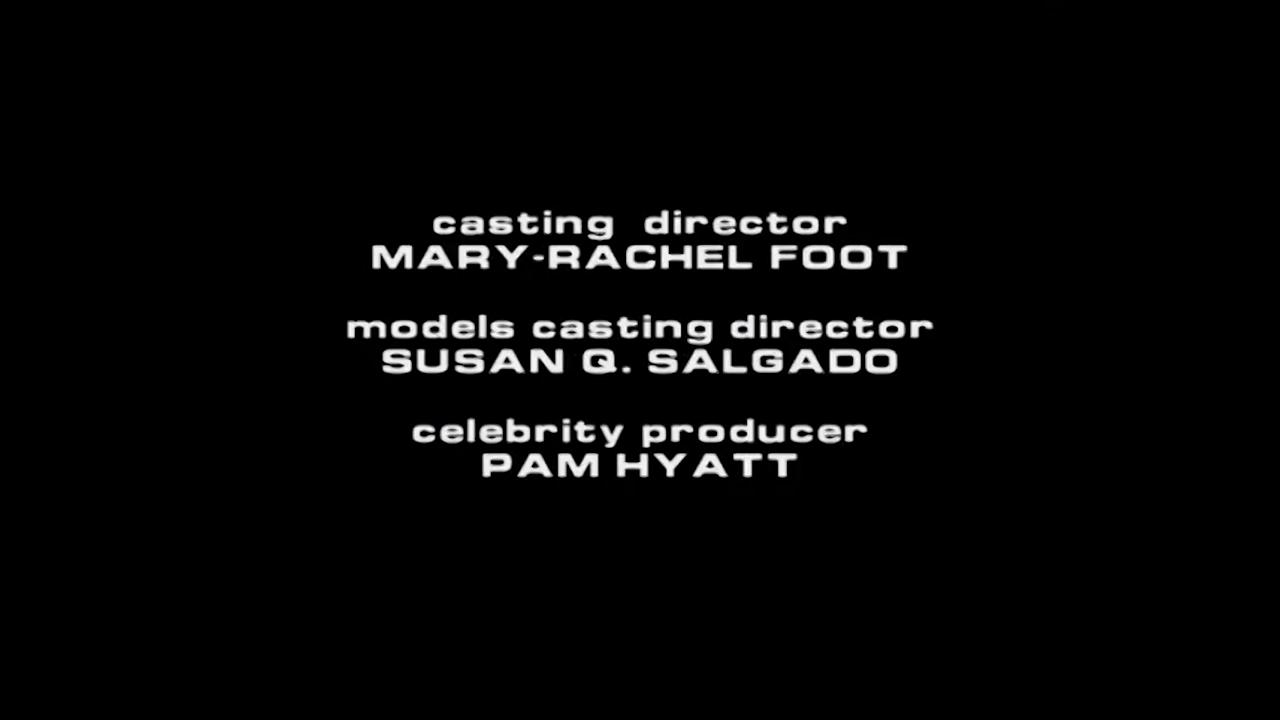 casting director
MARY-RACHEL FOOT
models casting director
SUSAN Q. SALGADO
celebrity producer
PAM HYATT